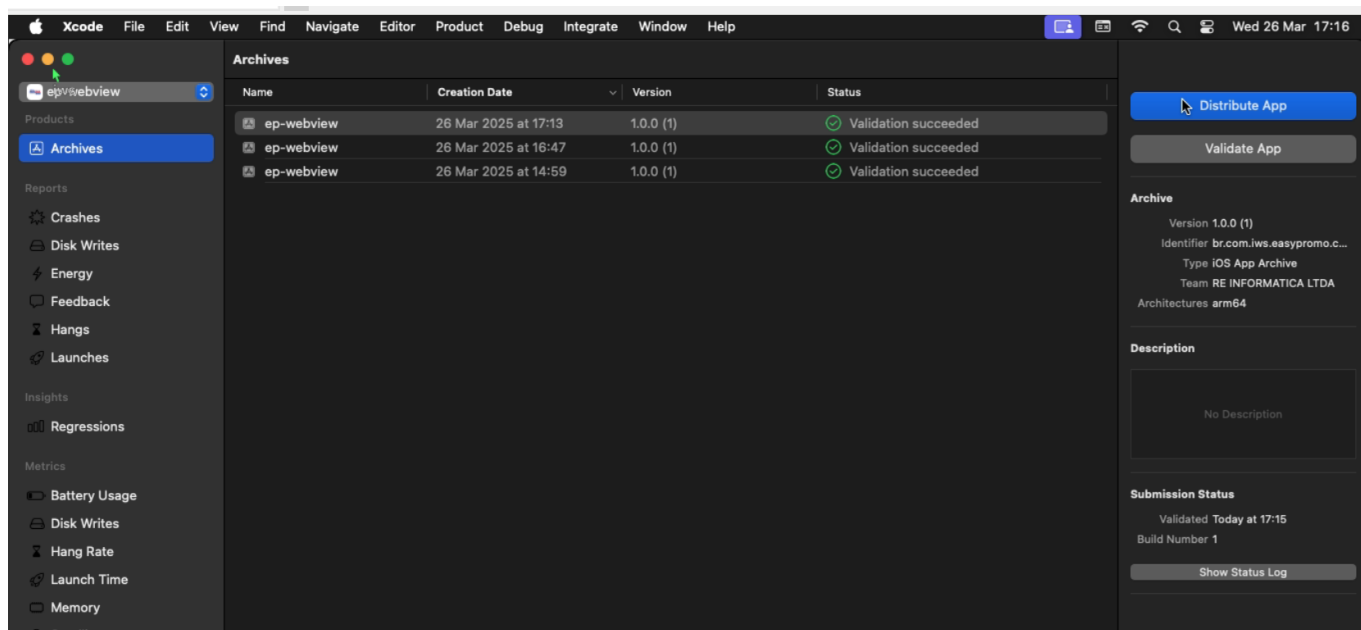 Xcode File Edit View Find Navigate Editor Product Debug Integrate Window Help Wed 26 Mar 17:16
Archives
ep-webview
Products
Archives
Reports
Crashes
Disk Writes
Energy
Feedback
Hangs
Launches
Insights
Regressions
Metrics
Battery Usage
Disk Writes
Hang Rate
Launch Time
Memory
Name Creation Date Version Status
ep-webview 26 Mar 2025 at 17:13 1.0.0 (1) Validation succeeded
ep-webview 26 Mar 2025 at 16:47 1.0.0 (1) Validation succeeded
ep-webview 26 Mar 2025 at 14:59 1.0.0 (1) Validation succeeded
Distribute App
Validate App
Archive
Version 1.0.0 (1)
Identifier br.com.iws.easypromo.c...
Type iOS App Archive
Team RE INFORMATICA LTDA
Architectures arm64
Description
No Description
Submission Status
Validated Today at 17:15
Build Number 1
Show Status Log